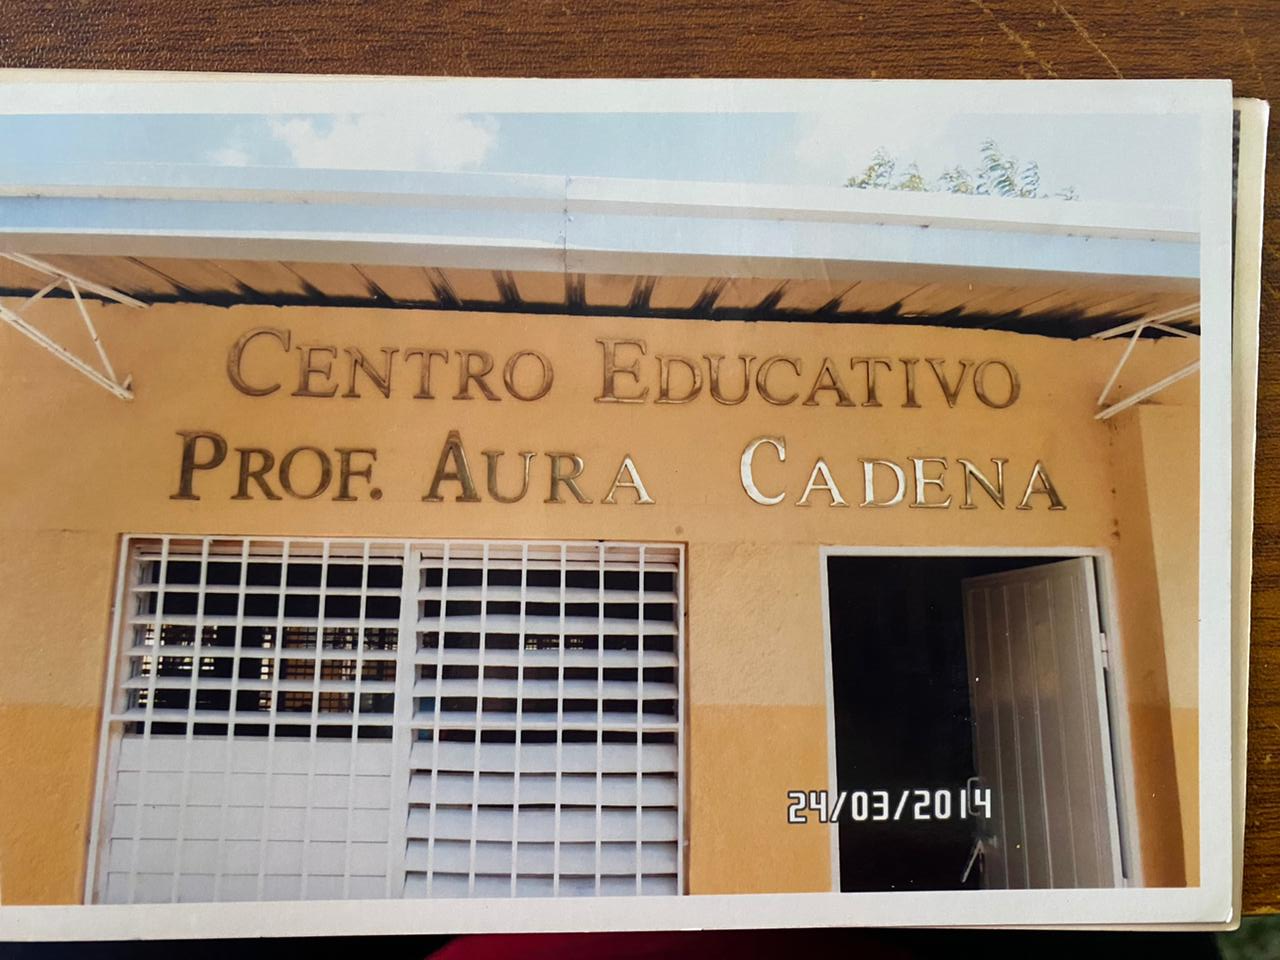 CENTRO EDUCATIVO
PROF. AURA CADENA
24/03/2014